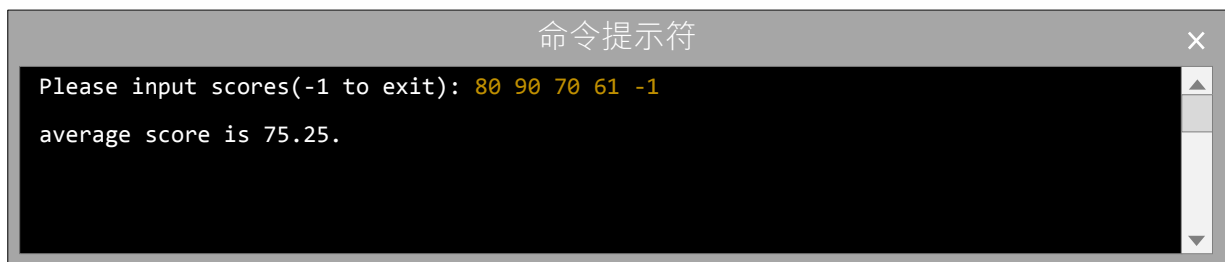 命令提示符
Please input scores(-1 to exit): 80 90 70 61 -1
average score is 75.25.